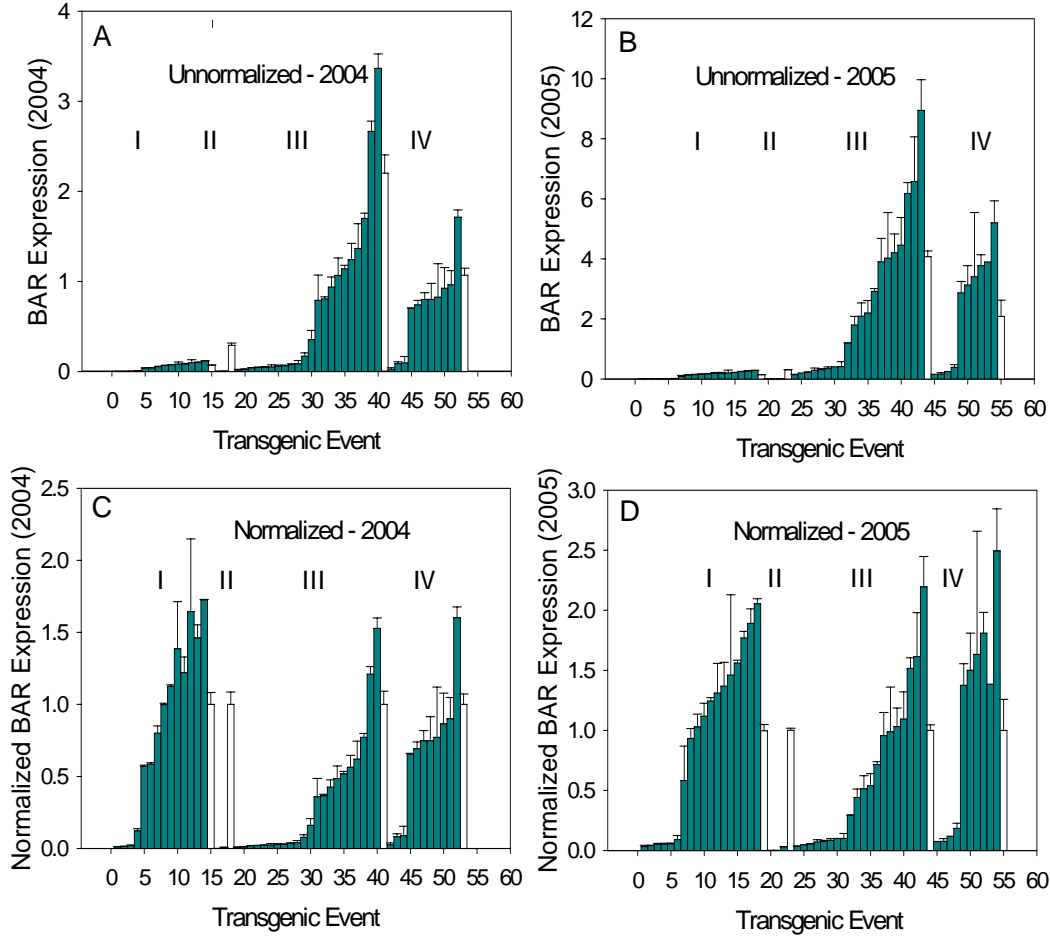 A
Unnormalized - 2004
I II III IV
BAR Expression (2004)
4
3
2
1
0
0 5 10 15 20 25 30 35 40 45 50 55 60
Transgenic Event
B
Unnormalized - 2005
I II III IV
BAR Expression (2005)
12
10
8
6
4
2
0
0 5 10 15 20 25 30 35 40 45 50 55 60
Transgenic Event
C
Normalized - 2004
I II III IV
Normalized BAR Expression (2004)
2.5
2.0
1.5
1.0
0.5
0.0
0 5 10 15 20 25 30 35 40 45 50 55 60
Transgenic Event
D
Normalized - 2005
I II III IV
Normalized BAR Expression (2005)
3.0
2.5
2.0
1.5
1.0
0.5
0.0
0 5 10 15 20 25 30 35 40 45 50 55 60
Transgenic Event